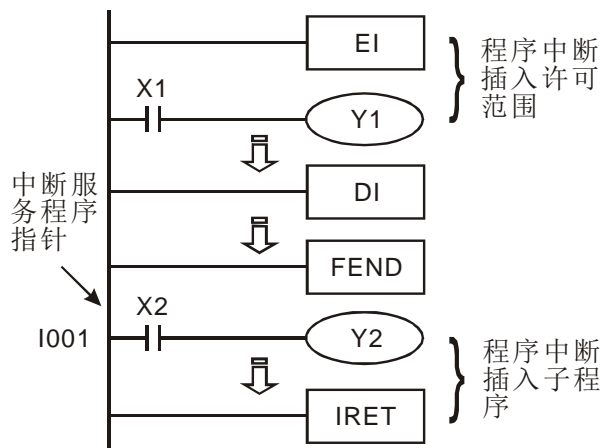 EI
程序中断
插入许可
范围
X1
Y1
中断服
务程序
指针
DI
FEND
X2
I001
Y2
程序中断
插入子程
序
IRET